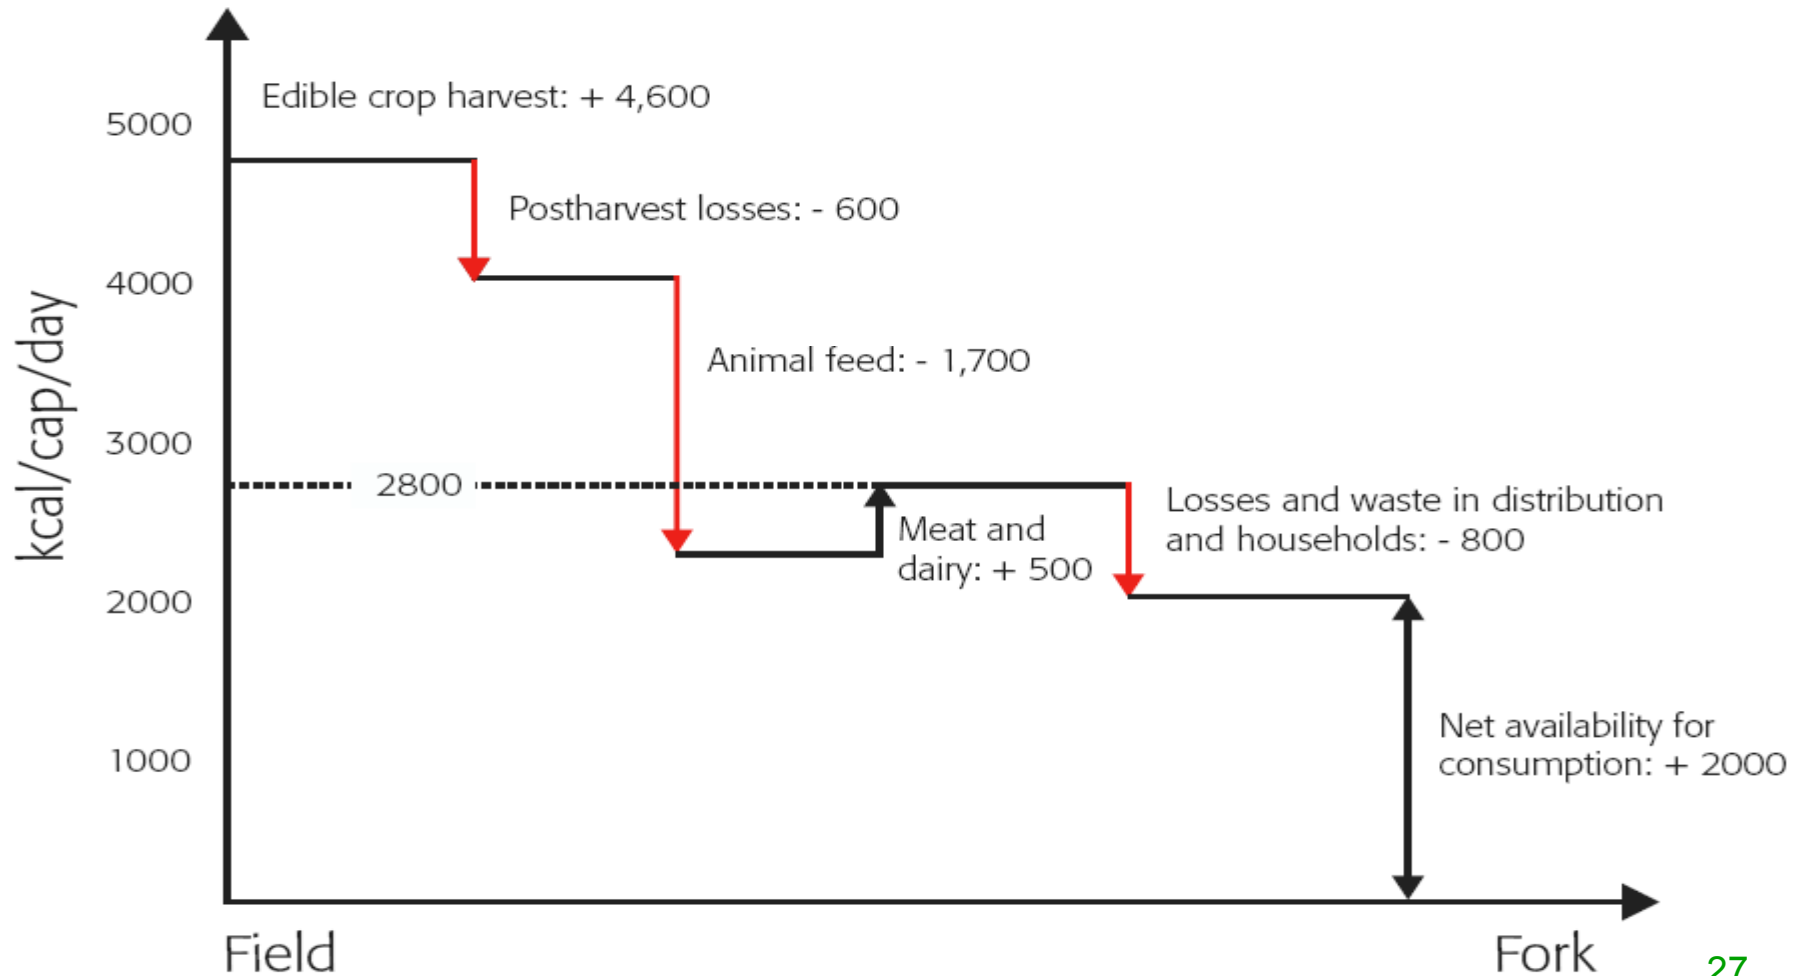 Edible crop harvest: + 4,600
5000
Postharvest losses: - 600
4000
Animal feed: - 1,700
kcal/cap/day
3000
2800
Losses and waste in distribution
and households: - 800
Meat and
dairy: + 500
2000
Net availability for
consumption: + 2000
1000
Field
Fork
27